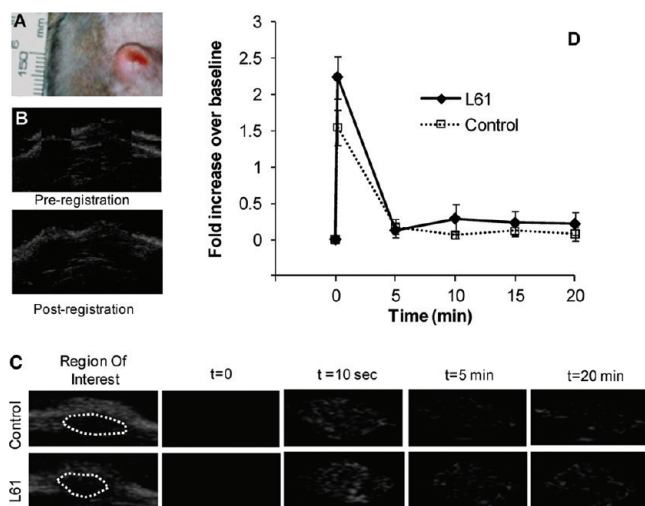 A
mm
150
6
B
Pre-registration
Post-registration
D
Fold increase over baseline
3
2.5
2
1.5
1
0.5
0
L61
Control
0 5 10 15 20
Time (min)
C
Region Of
Interest
t=0
t=10 sec
t=5 min
t=20 min
Control
L61